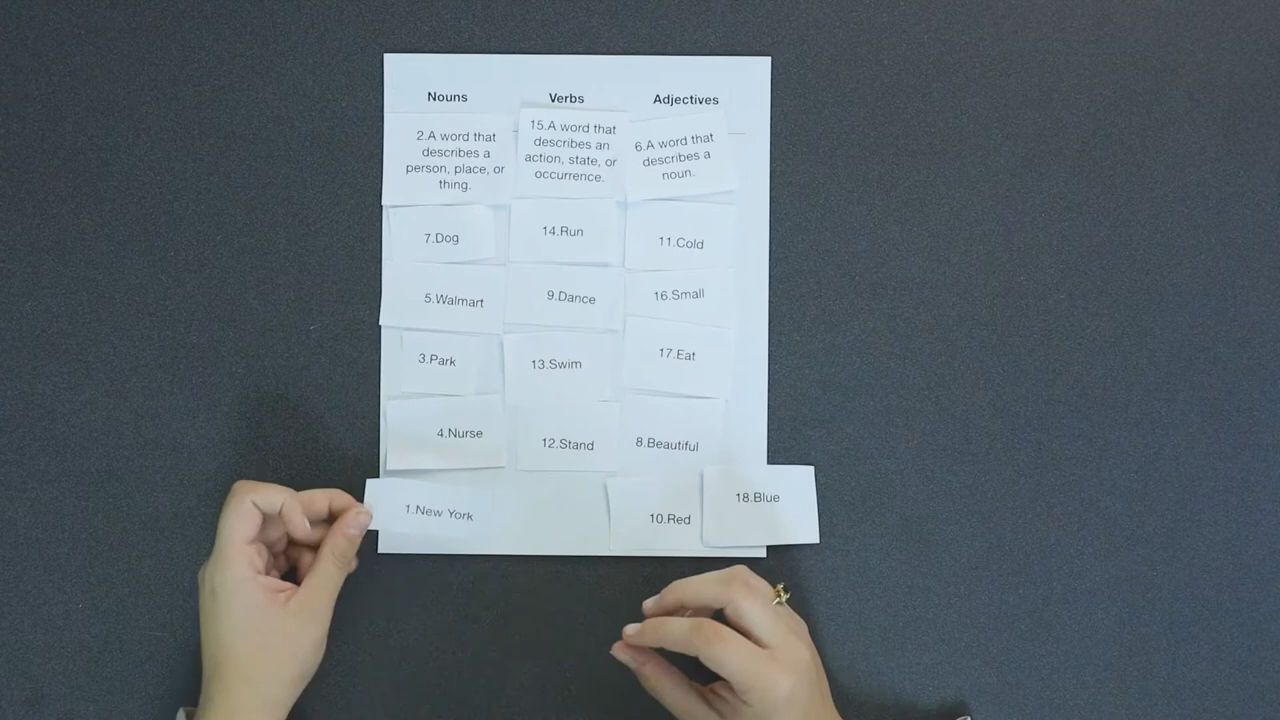 Nouns
Verbs
Adjectives
2.A word that
describes a
person, place, or
thing.
15.A word that
describes an
action, state, or
occurrence.
6.A word that
describes a
noun.
7.Dog
14.Run
11.Cold
5.Walmart
9.Dance
16.Small
3.Park
13.Swim
17.Eat
4.Nurse
12.Stand
8.Beautiful
1.New York
10.Red
18.Blue